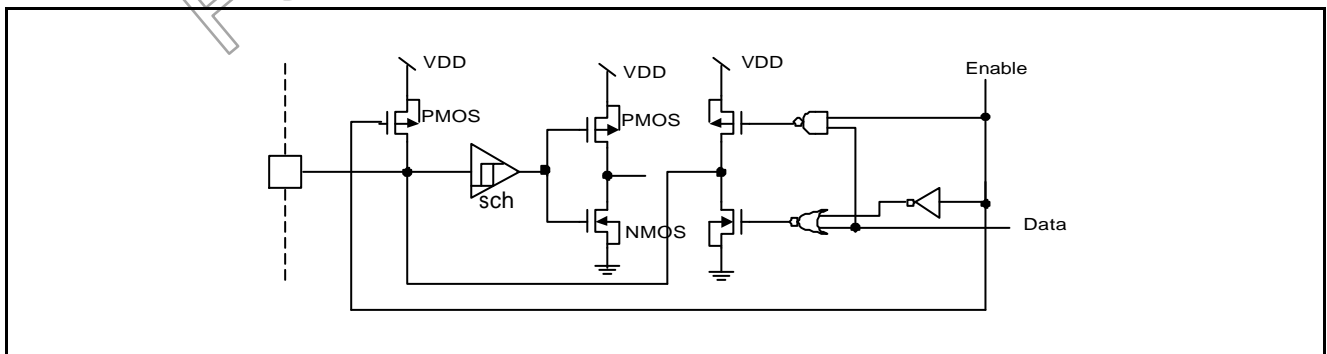 VDD
VDD
VDD
Enable
PMOS
PMOS
sch
NMOS
Data